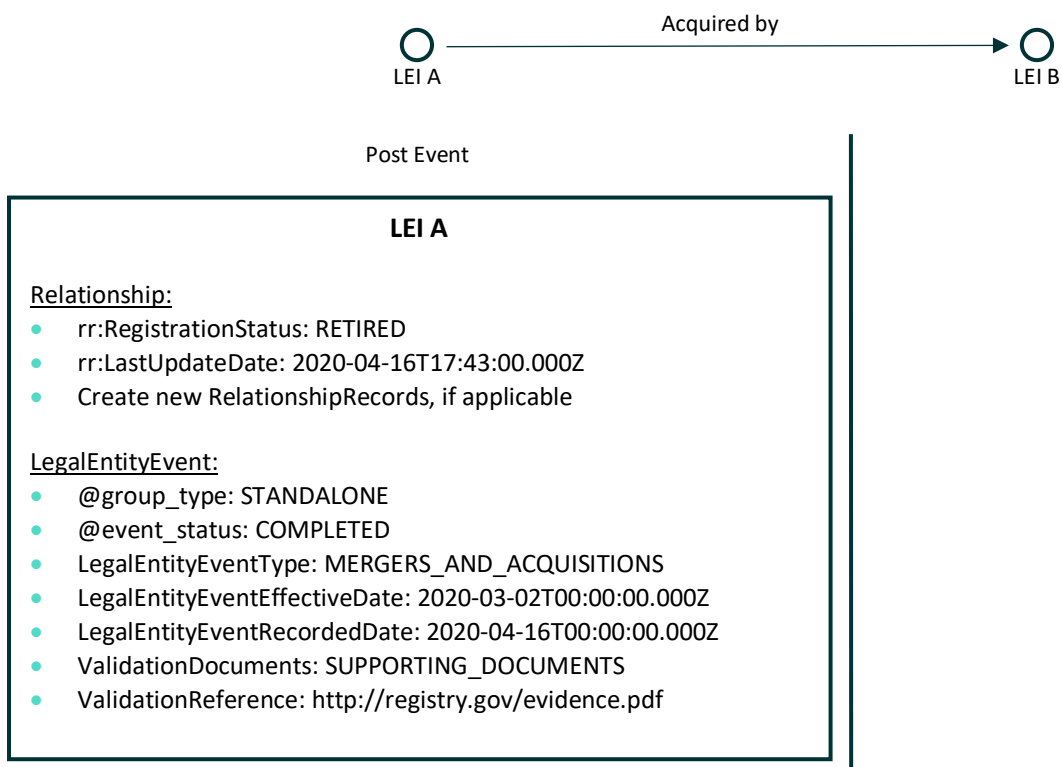 Acquired by
LEI A
LEI B
Post Event
LEI A
Relationship:
• rr:RegistrationStatus: RETIRED
• rr:LastUpdateDate: 2020-04-16T17:43:00.000Z
• Create new RelationshipRecords, if applicable
LegalEntityEvent:
• @group_type: STANDALONE
• @event_status: COMPLETED
• LegalEntityEventType: MERGERS_AND_ACQUISITIONS
• LegalEntityEventEffectiveDate: 2020-03-02T00:00:00.000Z
• LegalEntityEventRecordedDate: 2020-04-16T00:00:00.000Z
• ValidationDocuments: SUPPORTING_DOCUMENTS
• ValidationReference: http://registry.gov/evidence.pdf